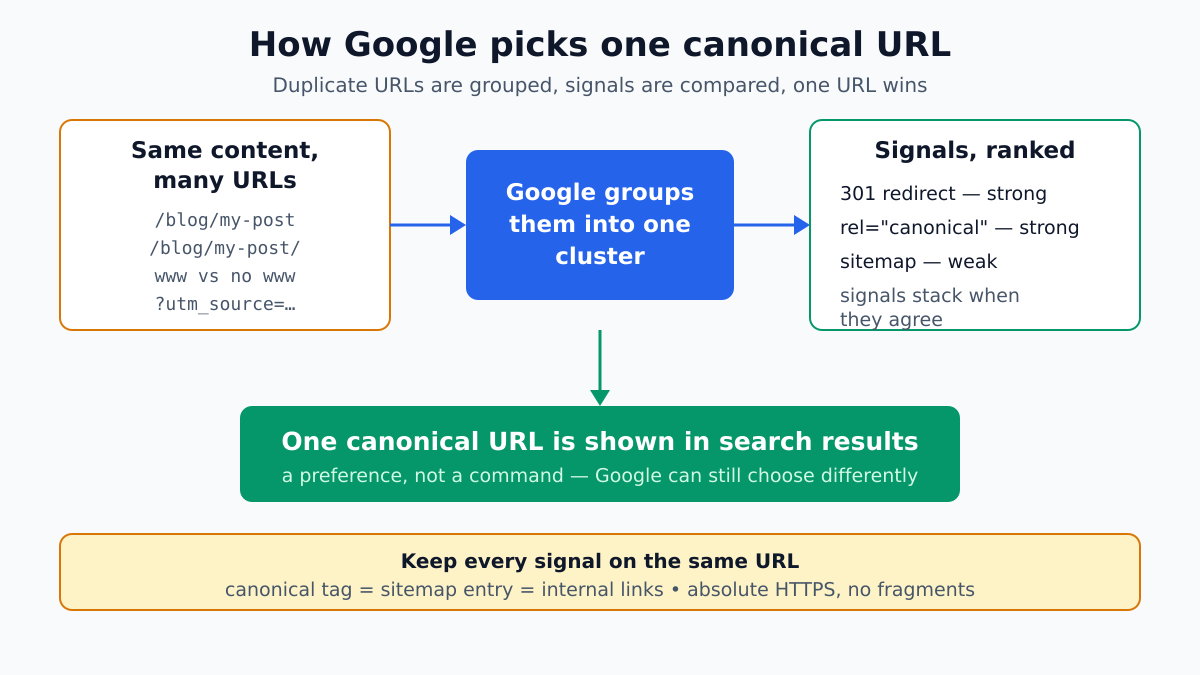 How Google picks one canonical URL
Duplicate URLs are grouped, signals are compared, one URL wins
Same content,
many URLs
/blog/my-post
/blog/my-post/
www vs no www
?utm_source=…
Google groups
them into one
cluster
Signals, ranked
301 redirect — strong
rel="canonical" — strong
sitemap — weak
signals stack when
they agree
One canonical URL is shown in search results
a preference, not a command — Google can still choose differently
Keep every signal on the same URL
canonical tag = sitemap entry = internal links • absolute HTTPS, no fragments